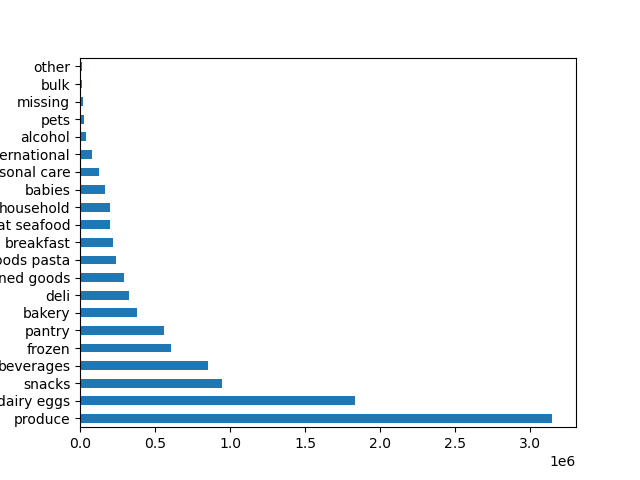 other
bulk
missing
pets
alcohol
ernational
sonal care
babies
household
at seafood
breakfast
ods pasta
ned goods
deli
bakery
pantry
frozen
beverages
snacks
dairy eggs
produce
0.0 0.5 1.0 1.5 2.0 2.5 3.0
1e6